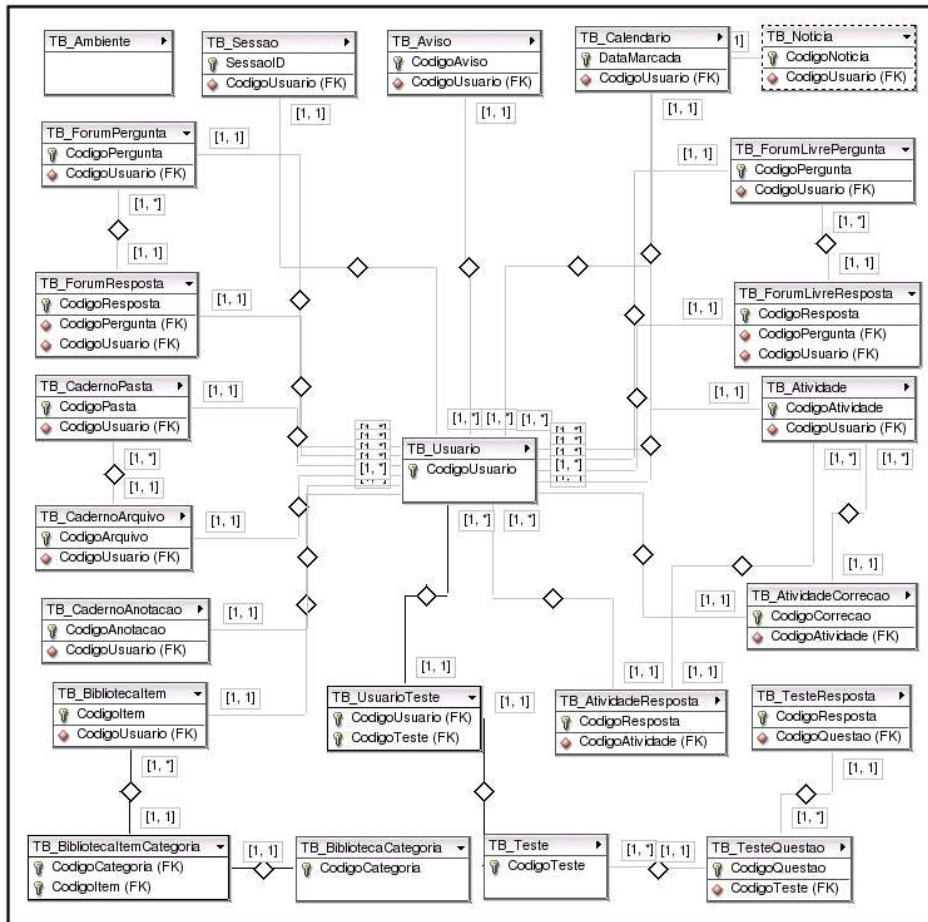 TB_Ambiente
TB_Sessao
SessaoID
CodigoUsuario (FK)
TB_Aviso
CodigoAviso
CodigoUsuario (FK)
TB_Calendario
DataMarcada
CodigoUsuario (FK)
1]
TB_Noticia
CodigoNoticia
CodigoUsuario (FK)
[1, 1]
[1, 1]
[1, 1]
TB_ForumPergunta
CodigoPergunta
CodigoUsuario (FK)
[1, 1]
[1, 1]
TB_ForumLivrePergunta
CodigoPergunta
CodigoUsuario (FK)
[1, *]
[1, 1]
[1, *]
[1, 1]
TB_ForumResposta
CodigoResposta
CodigoPergunta (FK)
CodigoUsuario (FK)
[1, 1]
[1, 1]
TB_ForumLivreResposta
CodigoResposta
CodigoPergunta (FK)
CodigoUsuario (FK)
TB_CadernoPasta
CodigoPasta
CodigoUsuario (FK)
[1, 1]
[1, 1]
TB_Atividade
CodigoAtividade
CodigoUsuario (FK)
[1, *]
[1, *]
[1, *]
[1, *]
[1, *]
TB_Usuario
CodigoUsuario
[1, *]
[1, *]
[1, *]
[1, 1]
[1, *]
[1, *]
TB_CadernoArquivo
CodigoArquivo
CodigoUsuario (FK)
[1, 1]
[1, *]
[1, *]
[1, 1]
TB_AtividadeCorrecao
CodigoCorrecao
CodigoAtividade (FK)
[1, 1]
TB_CadernoAnotacao
CodigoAnotacao
CodigoUsuario (FK)
[1, 1]
[1, 1]
[1, 1]
[1, 1]
TB_BibliotecaItem
CodigoItem
CodigoUsuario (FK)
[1, 1]
TB_UsuarioTeste
CodigoUsuario (FK)
CodigoTeste (FK)
[1, 1]
TB_AtividadeResposta
CodigoResposta
CodigoAtividade (FK)
TB_TesteResposta
CodigoResposta
CodigoQuestao (FK)
[1, *]
[1, 1]
[1, 1]
[1, *]
TB_BibliotecaItemCategoria
CodigoCategoria (FK)
CodigoItem (FK)
[1, 1]
TB_BibliotecaCategoria
CodigoCategoria
TB_Teste
CodigoTeste
[1, *]
[1, 1]
TB_TesteQuestao
CodigoQuestao
CodigoTeste (FK)